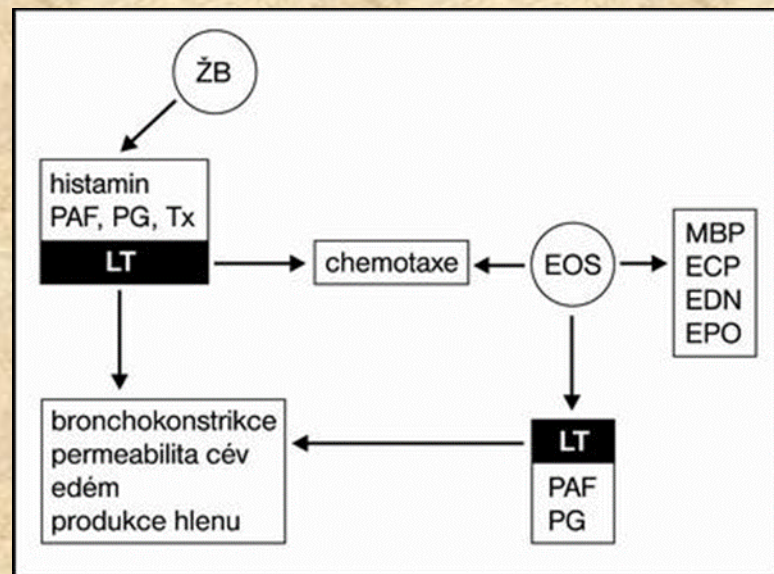 ŽB
histamin
PAF, PG, Tx
LT
chemotaxe
EOS
MBP
ECP
EDN
EPO
bronchokonstrikce
permeabilita cév
edém
produkce hlenu
LT
PAF
PG